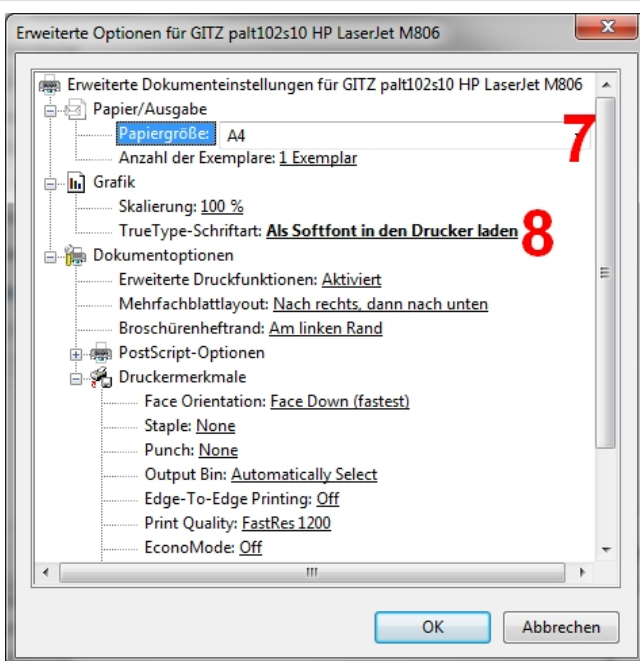 Erweiterte Optionen für GITZ palt102s10 HP LaserJet M806
Erweiterte Dokumenteinstellungen für GITZ palt102s10 HP LaserJet M806
Papier/Ausgabe
Papiergröße: A4 7
Anzahl der Exemplare: 1 Exemplar
Grafik
Skalierung: 100 %
TrueType-Schriftart: Als Softfont in den Drucker laden 8
Dokumentoptionen
Erweiterte Druckfunktionen: Aktiviert
Mehrfachblattlayout: Nach rechts, dann nach unten
Broschürenheftrand: Am linken Rand
PostScript-Optionen
Druckermerkmale
Face Orientation: Face Down (fastest)
Staple: None
Punch: None
Output Bin: Automatically Select
Edge-To-Edge Printing: Off
Print Quality: FastRes 1200
EconoMode: Off
OK Abbrechen